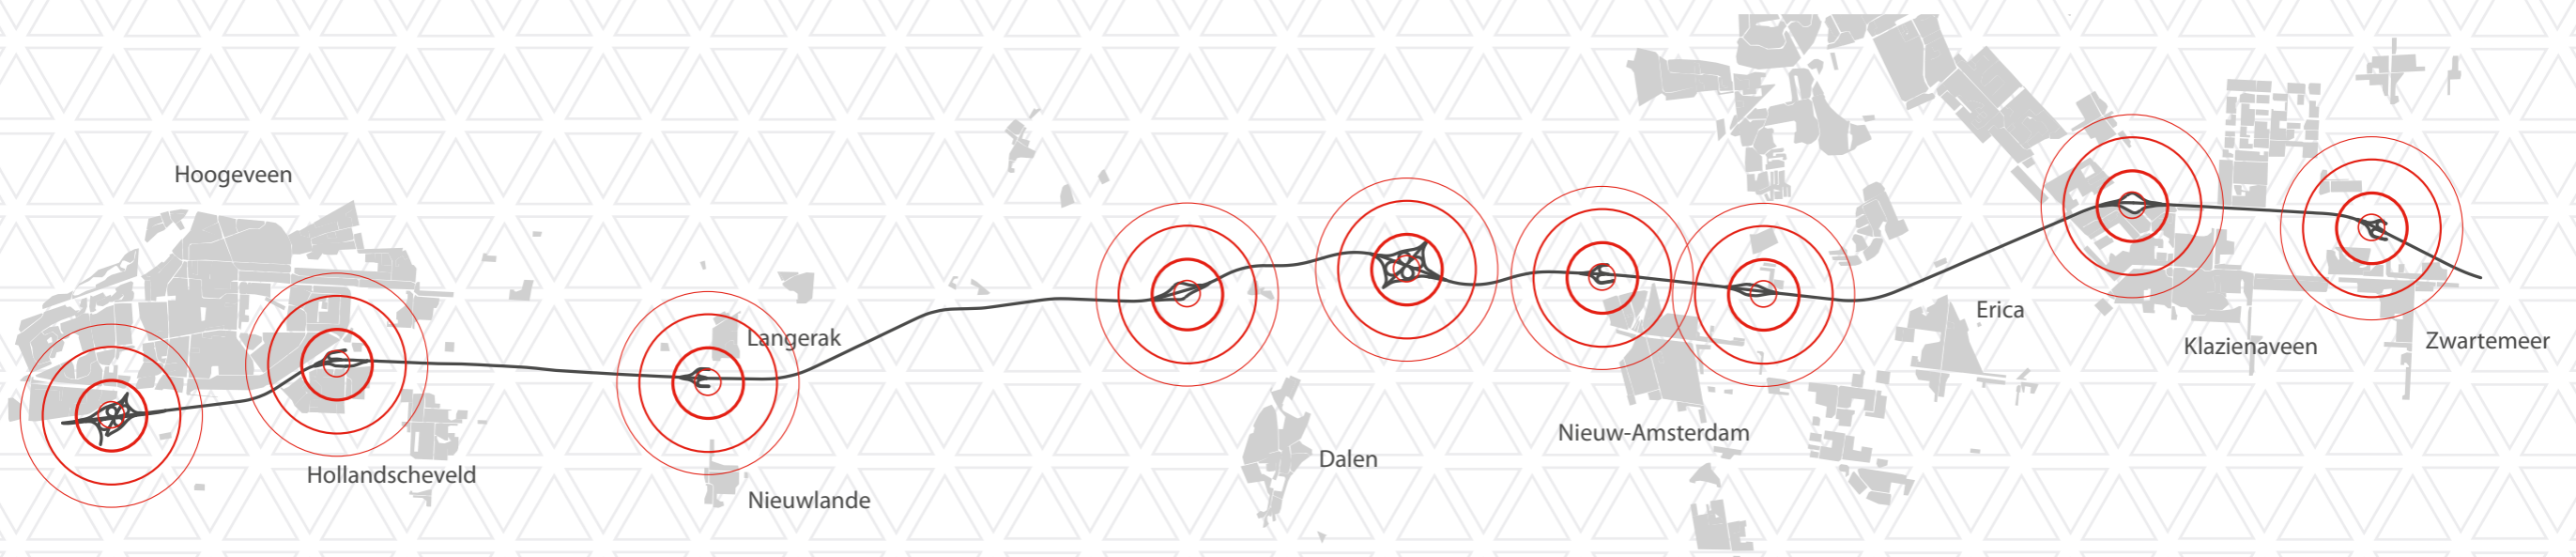 Hoogeveen
Hollandscheveld
Langerak
Nieuwlande
Dalen
Nieuw-Amsterdam
Erica
Klazienaveen
Zwartemeer